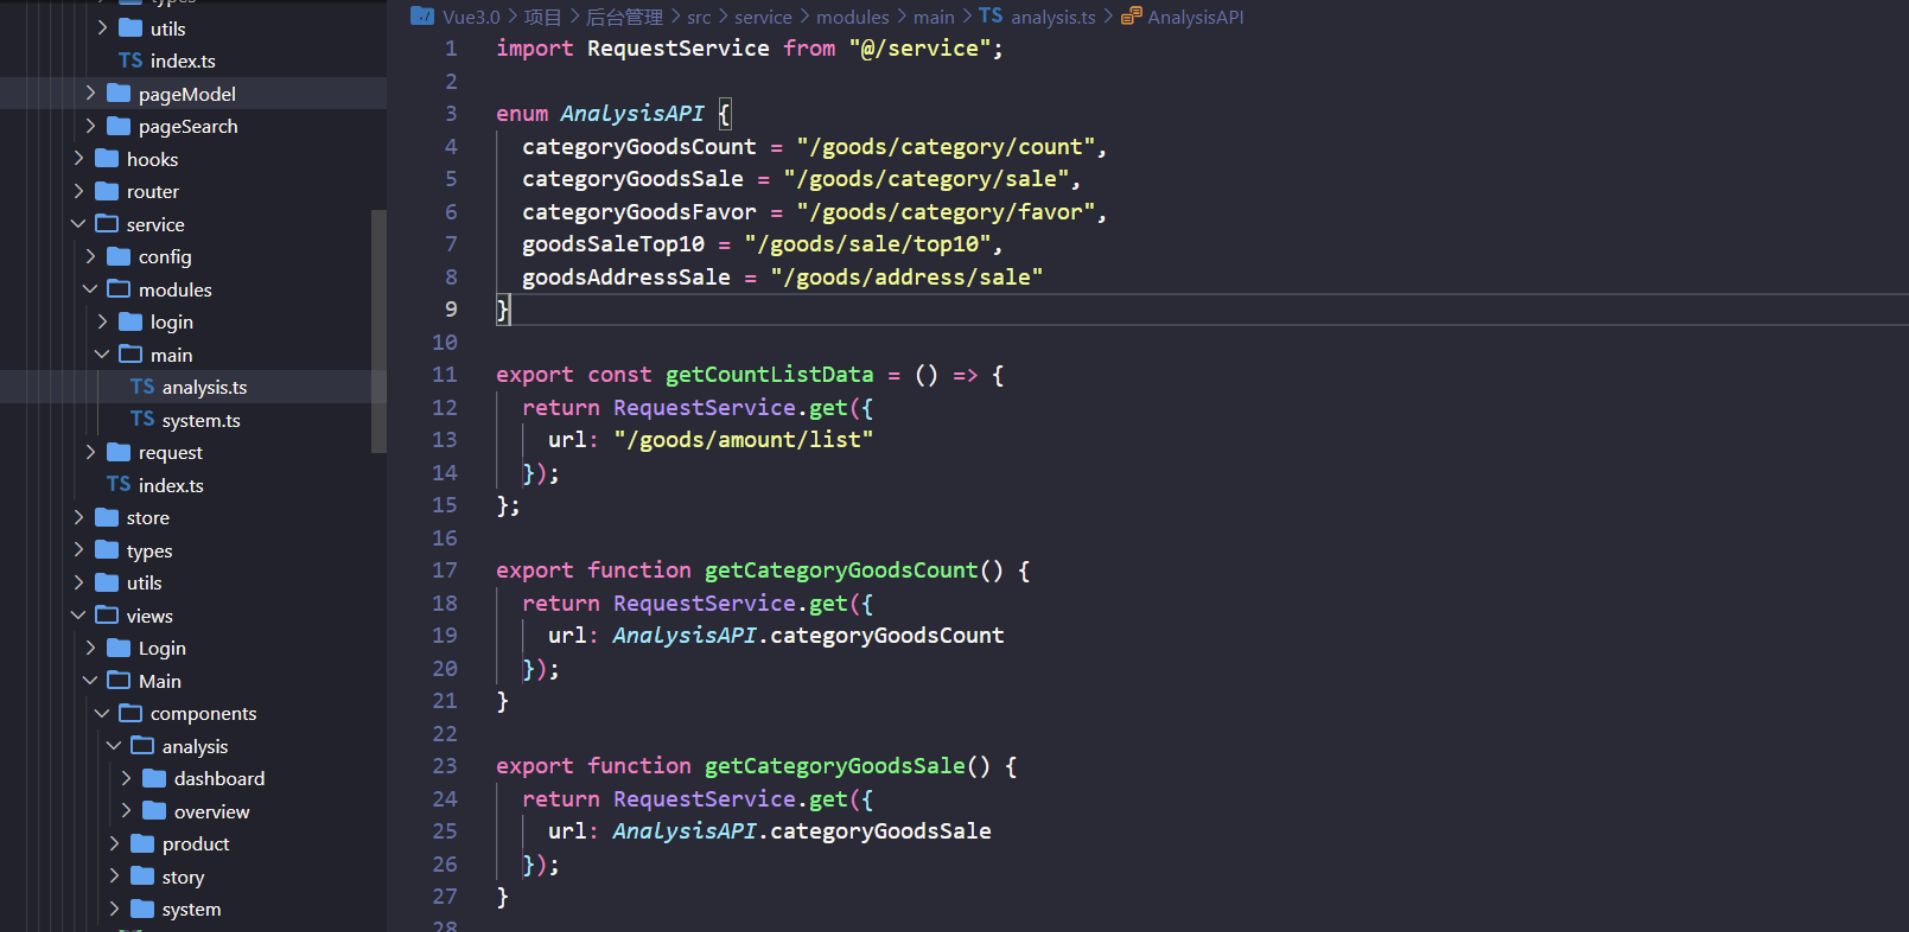 types
utils
TS index.ts
pageModel
pageSearch
hooks
router
service
config
modules
login
main
TS analysis.ts
TS system.ts
request
TS index.ts
store
types
utils
views
Login
Main
components
analysis
dashboard
overview
product
story
system
Vue3.0 > 项目 > 后台管理 > src > service > modules > main > TS analysis.ts > AnalysisAPI
1 import RequestService from "@/service";
2
3 enum AnalysisAPI {
4 categoryGoodsCount = "/goods/category/count",
5 categoryGoodsSale = "/goods/category/sale",
6 categoryGoodsFavor = "/goods/category/favor",
7 goodsSaleTop10 = "/goods/sale/top10",
8 goodsAddressSale = "/goods/address/sale"
9 }
10
11 export const getCountListData = () => {
12 return RequestService.get({
13 url: "/goods/amount/list"
14 });
15 };
16
17 export function getCategoryGoodsCount() {
18 return RequestService.get({
19 url: AnalysisAPI.categoryGoodsCount
20 });
21 }
22
23 export function getCategoryGoodsSale() {
24 return RequestService.get({
25 url: AnalysisAPI.categoryGoodsSale
26 });
27 }
28